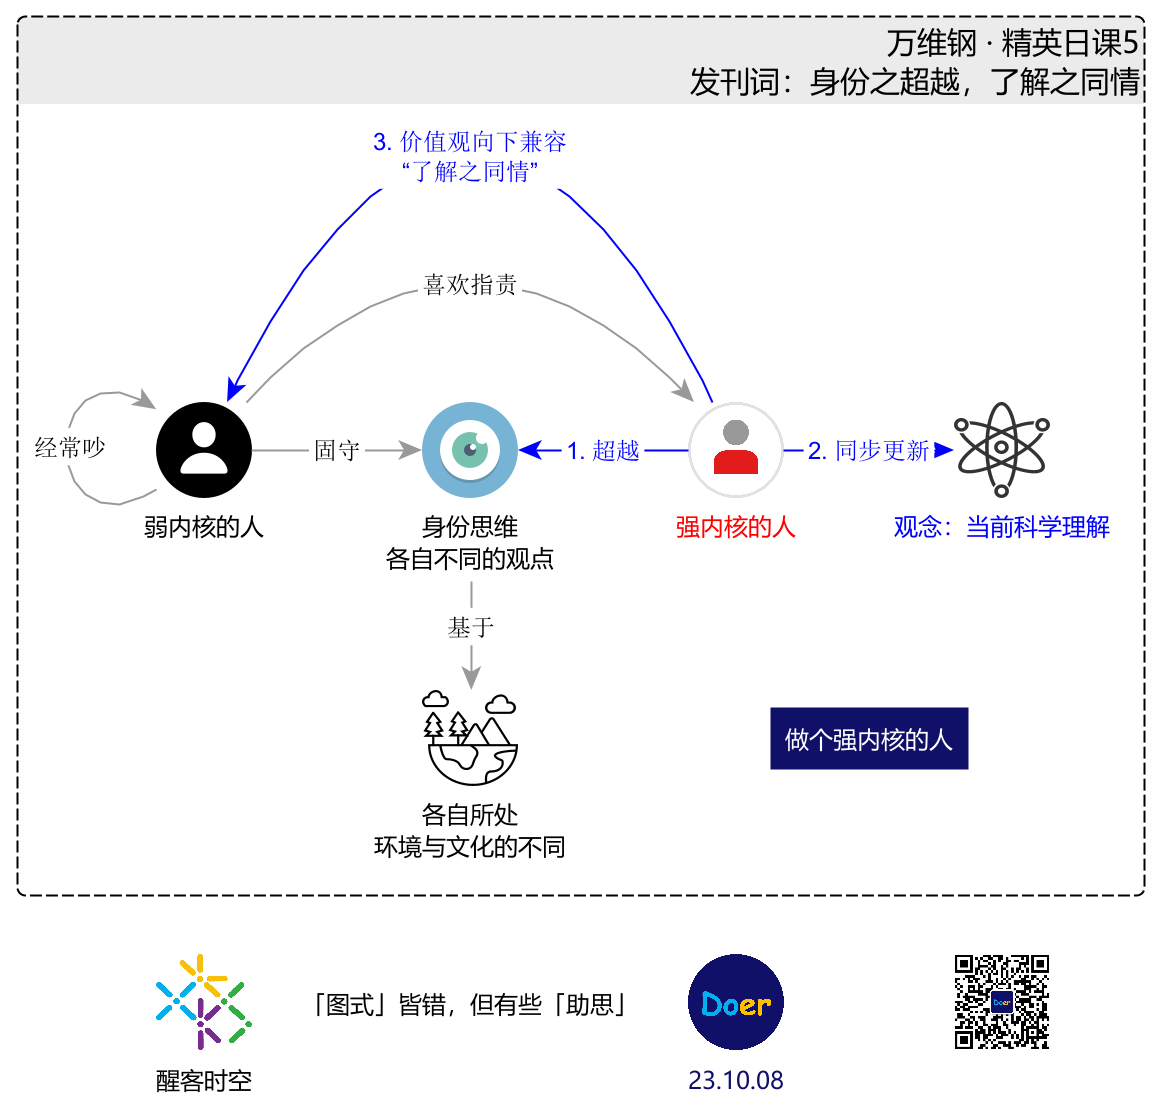 万维钢 · 精英日课5
发刊词：身份之超越，了解之同情
3. 价值观向下兼容
“了解之同情”
喜欢指责
经常吵
固守
1. 超越
2. 同步更新
弱内核的人
身份思维
各自不同的观点
强内核的人
观念：当前科学理解
基于
做个强内核的人
各自所处
环境与文化的不同
「图式」皆错，但有些「助思」
Doer
Doer
醒客时空
23.10.08